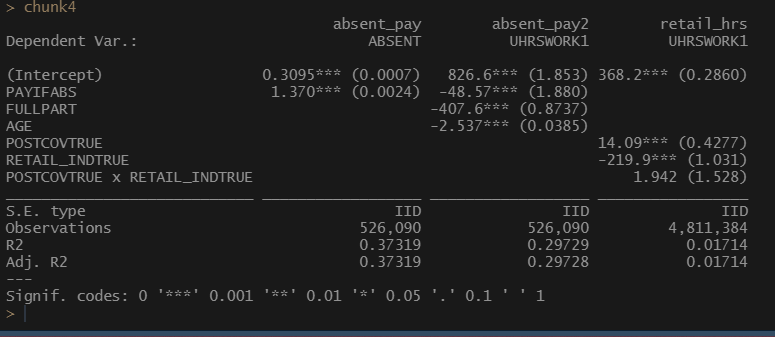 > chunk4
absent_pay absent_pay2 retail_hrs
Dependent Var.: ABSENT UHRSWORK1 UHRSWORK1
(Intercept) 0.3095*** (0.0007) 826.6*** (1.853) 368.2*** (0.2860)
PAYIFABS 1.370*** (0.0024) -48.57*** (1.880)
FULLPART -407.6*** (0.8737)
AGE -2.537*** (0.0385)
POSTCOVTRUE 14.09*** (0.4277)
RETAIL_INDTRUE -219.9*** (1.031)
POSTCOVTRUE x RETAIL_INDTRUE 1.942 (1.528)
S.E. type IID IID IID
Observations 526,090 526,090 4,811,384
R2 0.37319 0.29729 0.01714
Adj. R2 0.37319 0.29728 0.01714
---
Signif. codes: 0 '***' 0.001 '**' 0.01 '*' 0.05 '.' 0.1 ' ' 1
>